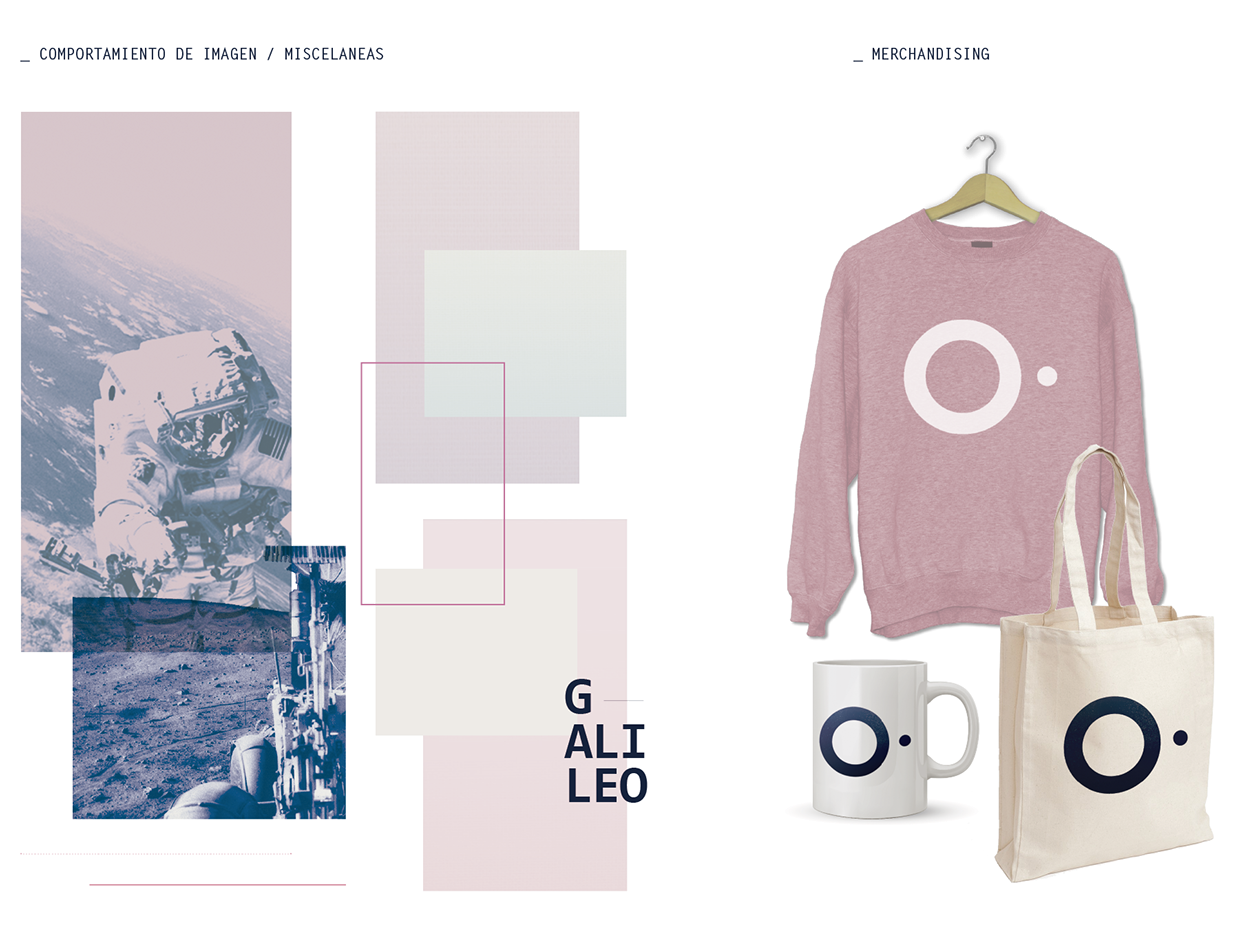 _ COMPORTAMIENTO DE IMAGEN / MISCELANEAS
_ MERCHANDISING
G
ALI
LEO